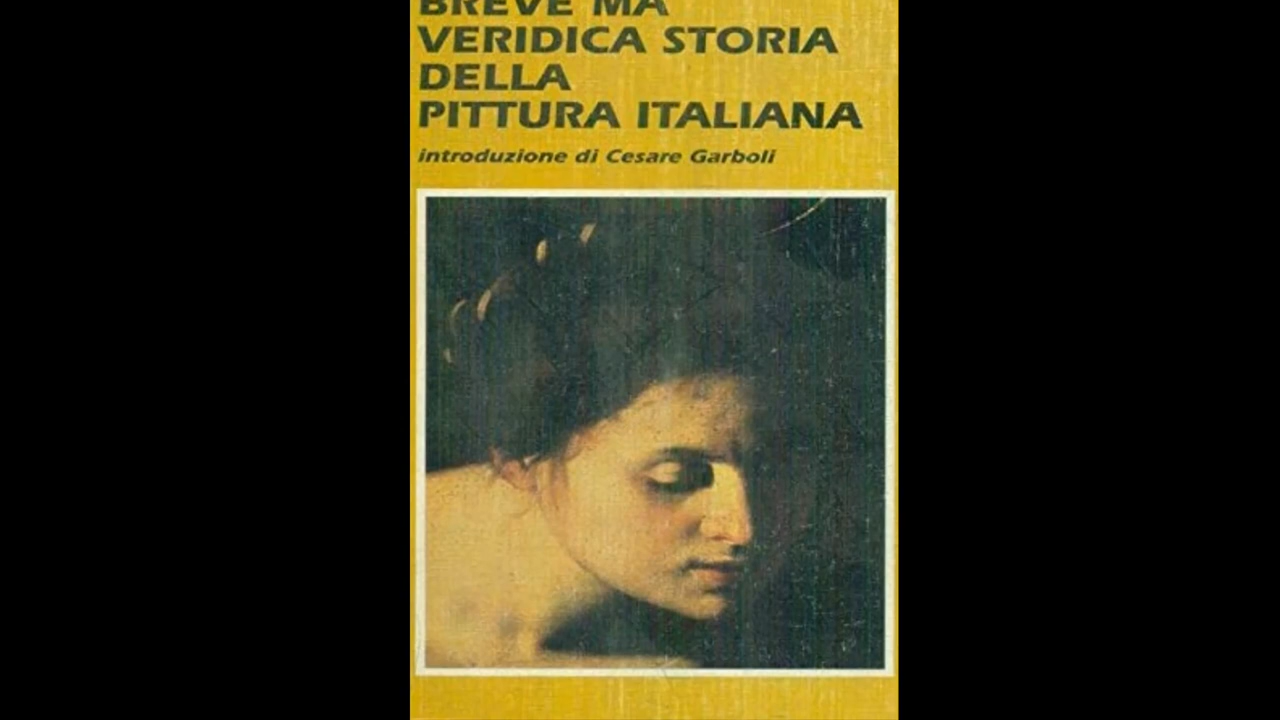 BREVE MA
VERIDICA STORIA
DELLA
PITTURA ITALIANA
introduzione di Cesare Garboli